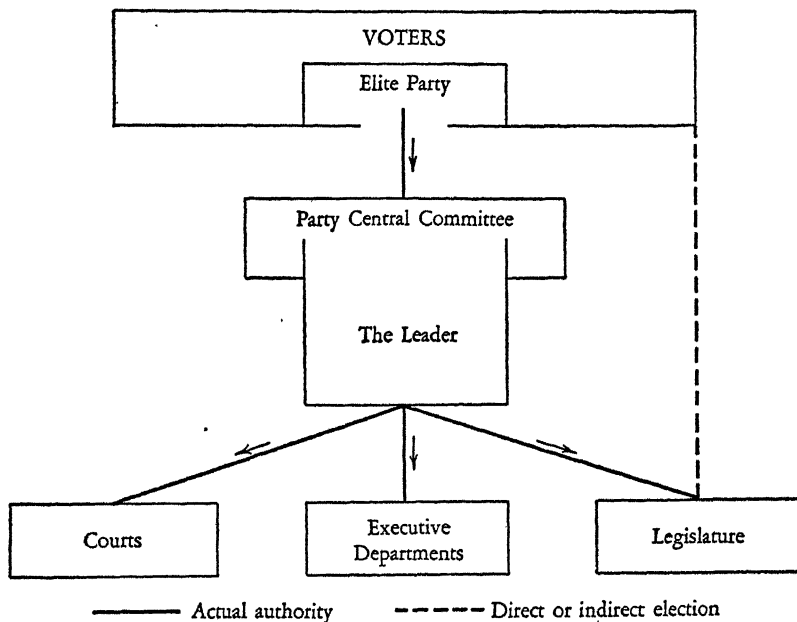 VOTERS
Elite Party
Party Central Committee
The Leader
Courts
Executive
Departments
Legislature
Actual authority
Direct or indirect election